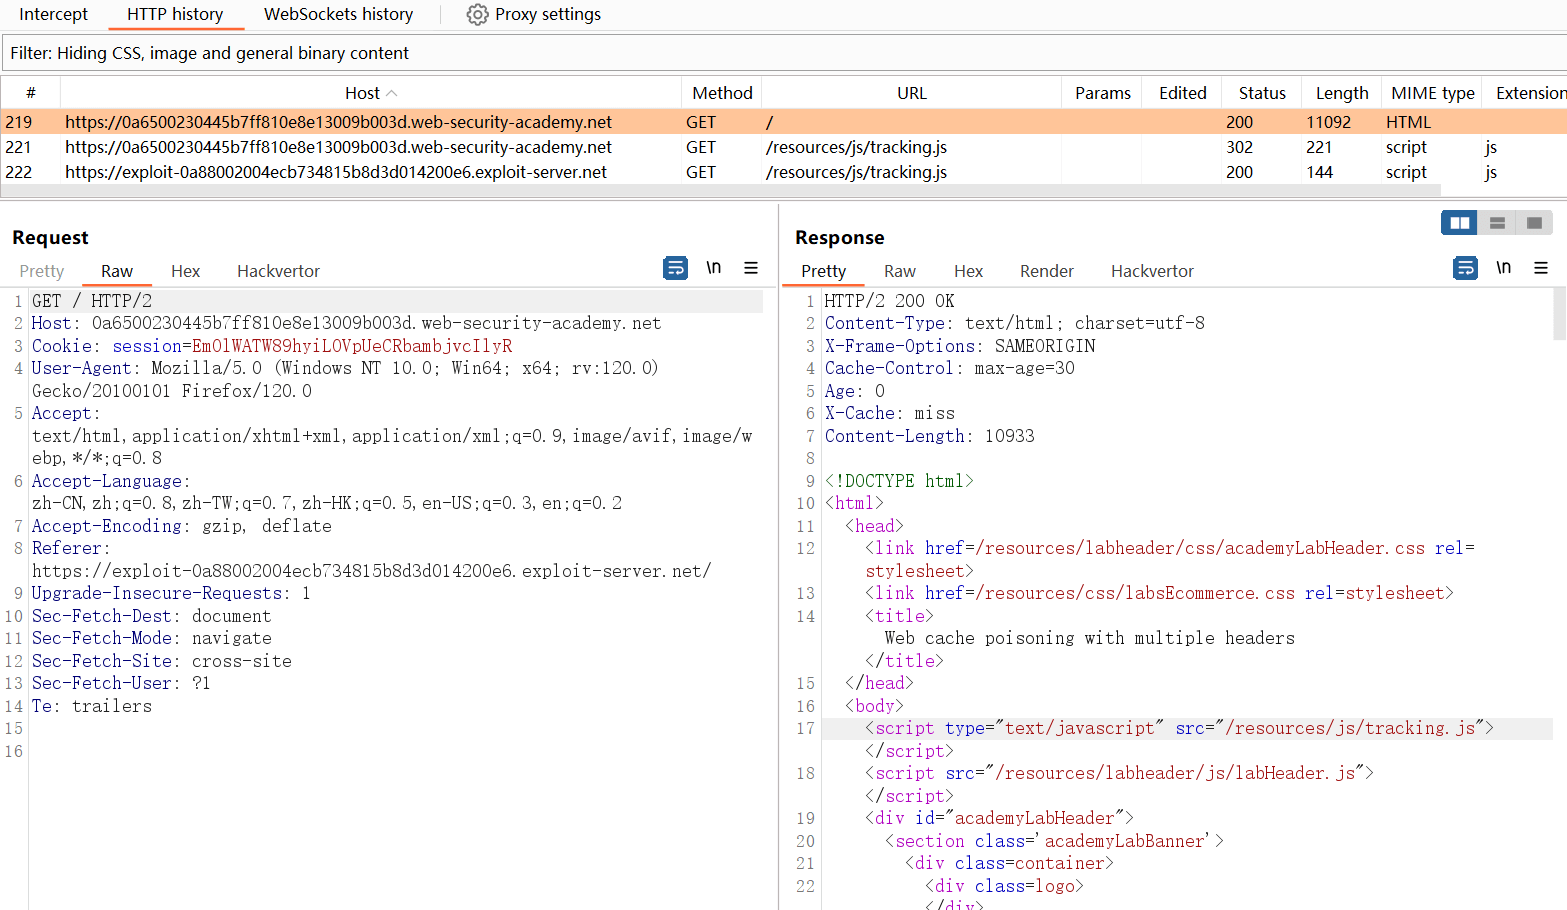 Intercept HTTP history WebSockets history Proxy settings
Filter: Hiding CSS, image and general binary content
# Host Method URL Params Edited Status Length MIME type Extension
219 https://0a6500230445b7ff810e8e13009b003d.web-security-academy.net GET / 200 11092 HTML
221 https://0a6500230445b7ff810e8e13009b003d.web-security-academy.net GET /resources/js/tracking.js 302 221 script js
222 https://exploit-0a88002004ecb734815b8d3d014200e6.exploit-server.net GET /resources/js/tracking.js 200 144 script js
Request
Pretty Raw Hex Hackvertor \n
1 GET / HTTP/2
2 Host: 0a6500230445b7ff810e8e13009b003d.web-security-academy.net
3 Cookie: session=EmOlWATW89hyiLOVpUeCRbambjvcIlyR
4 User-Agent: Mozilla/5.0 (Windows NT 10.0; Win64; x64; rv:120.0)
Gecko/20100101 Firefox/120.0
5 Accept:
text/html,application/xhtml+xml,application/xml;q=0.9,image/avif,image/w
ebp,*/*;q=0.8
6 Accept-Language:
zh-CN,zh;q=0.8,zh-TW;q=0.7,zh-HK;q=0.5,en-US;q=0.3,en;q=0.2
7 Accept-Encoding: gzip, deflate
8 Referer:
https://exploit-0a88002004ecb734815b8d3d014200e6.exploit-server.net/
9 Upgrade-Insecure-Requests: 1
10 Sec-Fetch-Dest: document
11 Sec-Fetch-Mode: navigate
12 Sec-Fetch-Site: cross-site
13 Sec-Fetch-User: ?1
14 Te: trailers
15
16
Response
Pretty Raw Hex Render Hackvertor \n
1 HTTP/2 200 OK
2 Content-Type: text/html; charset=utf-8
3 X-Frame-Options: SAMEORIGIN
4 Cache-Control: max-age=30
5 Age: 0
6 X-Cache: miss
7 Content-Length: 10933
8
9 <!DOCTYPE html>
10 <html>
11 <head>
12 <link href=/resources/labheader/css/academyLabHeader.css rel=
stylesheet>
13 <link href=/resources/css/labsEcommerce.css rel=stylesheet>
14 <title>
Web cache poisoning with multiple headers
</title>
15 </head>
16 <body>
17 <script type="text/javascript" src="/resources/js/tracking.js">
</script>
18 <script src="/resources/labheader/js/labHeader.js">
</script>
19 <div id="academyLabHeader">
20 <section class='academyLabBanner'>
21 <div class=container>
22 <div class=logo>
</div>